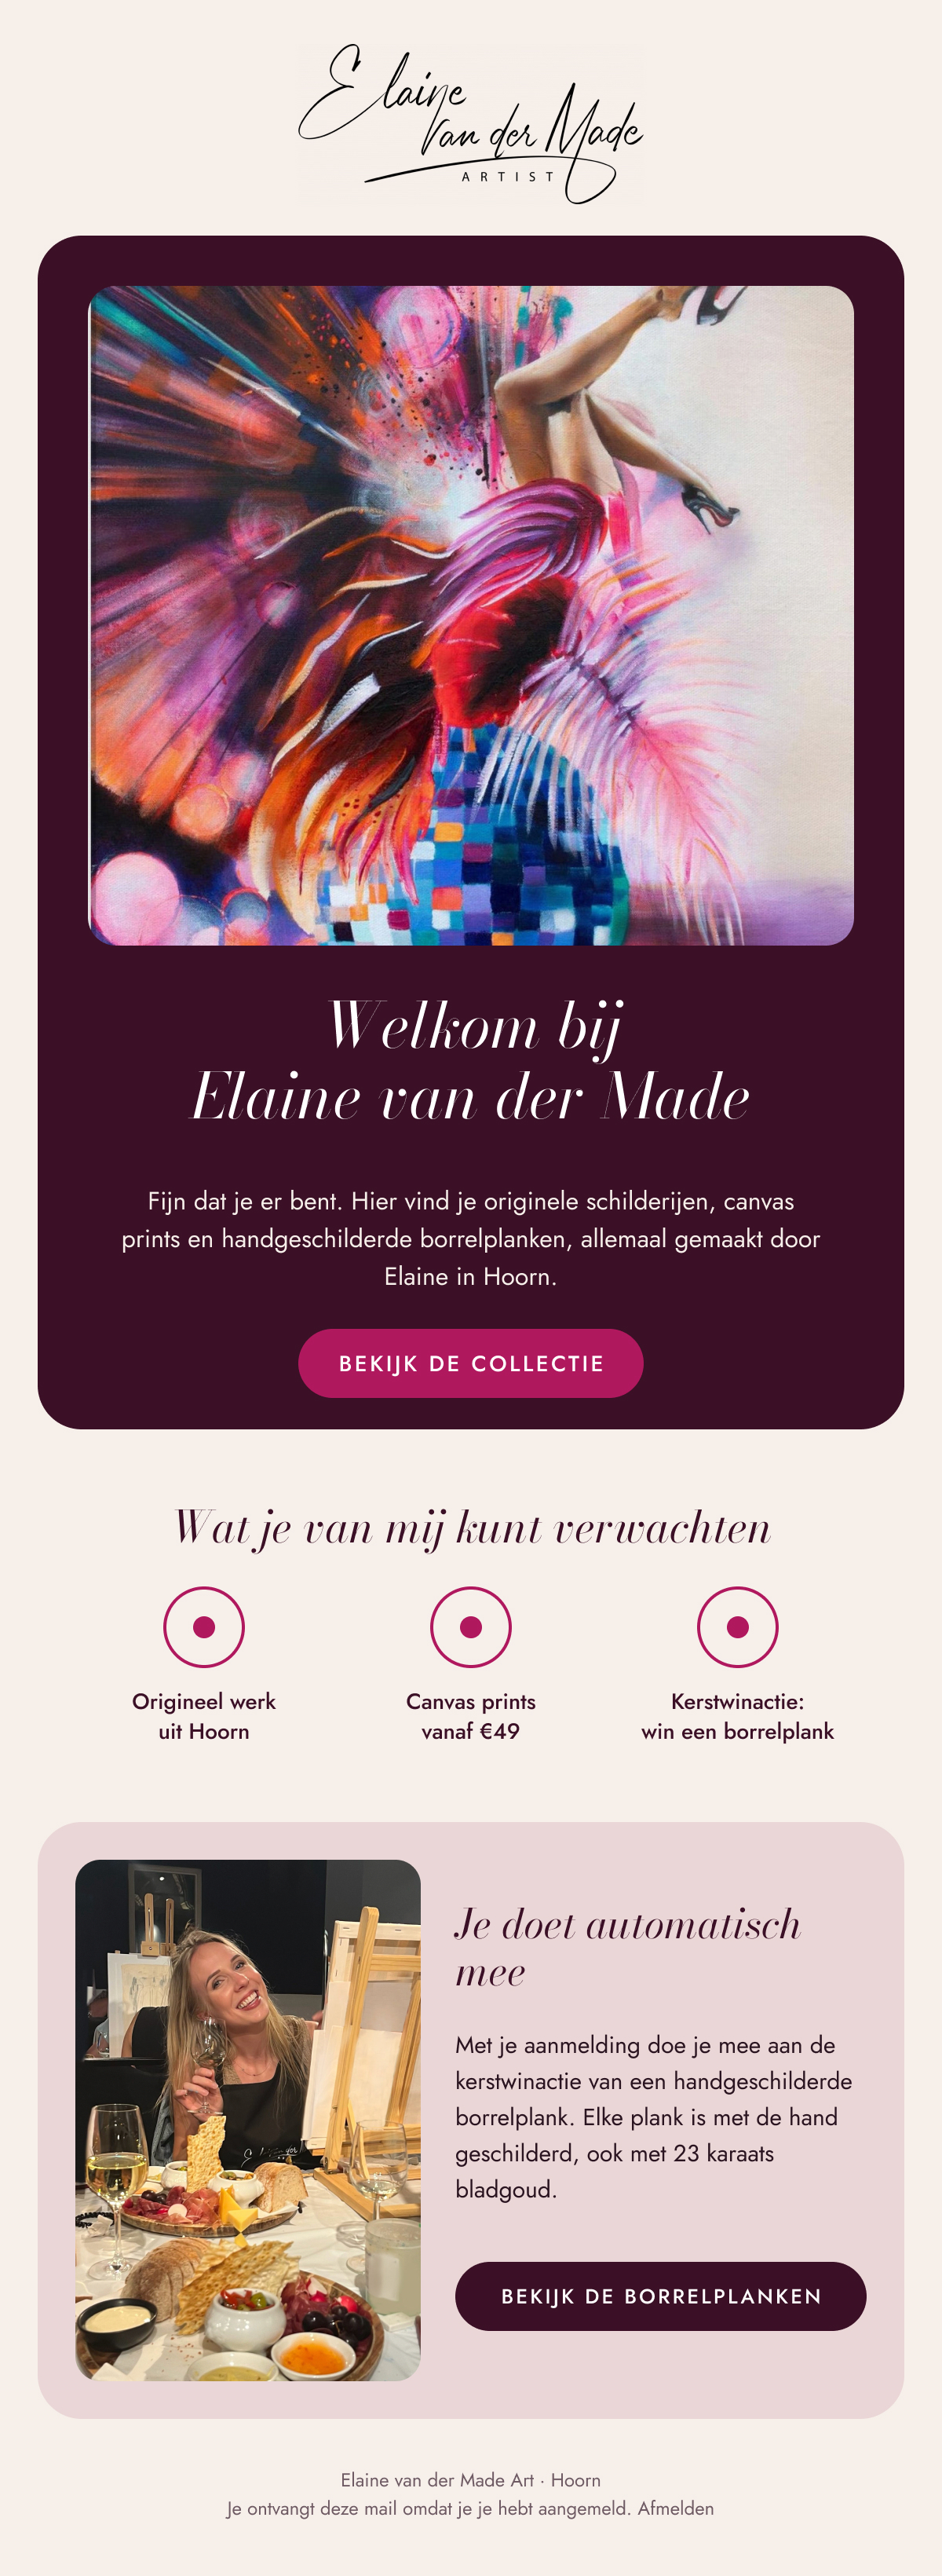 Elaine
Van der Made
ARTIST
Welkom bij
Elaine van der Made
Fijn dat je er bent. Hier vind je originele schilderijen, canvas
prints en handgeschilderde borrelplanken, allemaal gemaakt door
Elaine in Hoorn.
BEKIJK DE COLLECTIE
Wat je van mij kunt verwachten
Origineel werk
uit Hoorn
Canvas prints
vanaf €49
Kerstwinactie:
win een borrelplank
Je doet automatisch
mee
Met je aanmelding doe je mee aan de
kerstwinactie van een handgeschilderde
borrelplank. Elke plank is met de hand
geschilderd, ook met 23 karaats
bladgoud.
BEKIJK DE BORRELPLANKEN
Elaine van der Made Art · Hoorn
Je ontvangt deze mail omdat je je hebt aangemeld. Afmelden